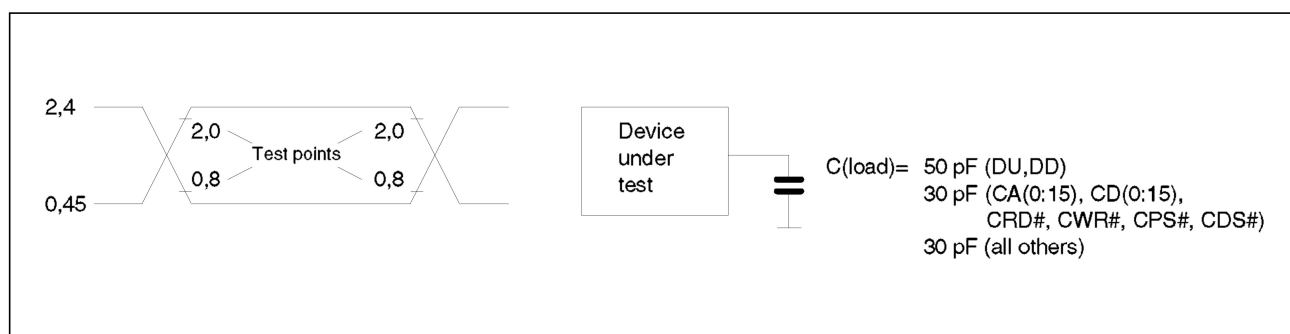 2,4
2,0
2,0
Test points
0,8
0,8
0,45
Device
under
test
C(load)= 50 pF (DU,DD)
30 pF (CA(0:15), CD(0:15),
CRD#, CWR#, CPS#, CDS#)
30 pF (all others)